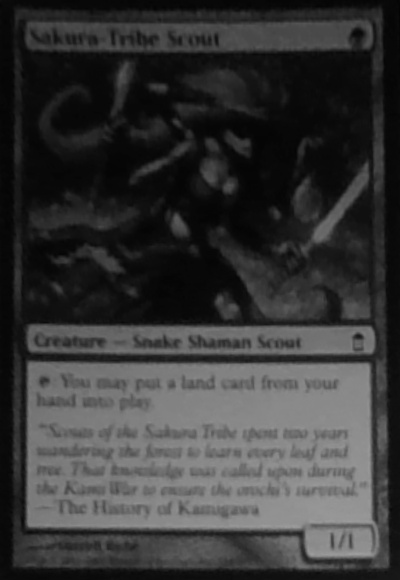 Sakura-Tribe Scout
Creature — Snake Shaman Scout
: You may put a land card from your
hand into play.
"Scouts of the Sakura Tribe spent two years
wandering the forest to learn every leaf and
tree. That knowledge was called upon during
the Kami War to ensure the orochi's survival."
—The History of Kamigawa
1/1